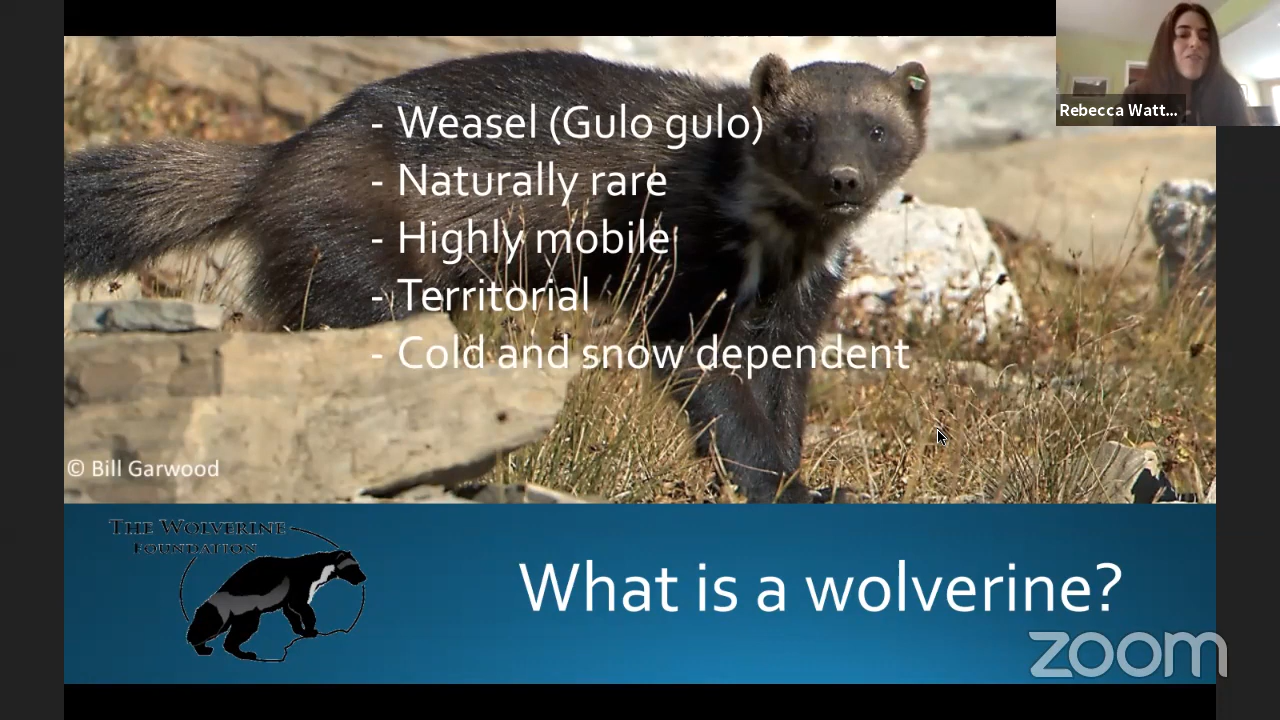 Rebecca Watt...
- Weasel (Gulo gulo)
- Naturally rare
- Highly mobile
- Territorial
- Cold and snow dependent
© Bill Garwood
THE WOLVERINE
FOUNDATION
What is a wolverine?
zoom